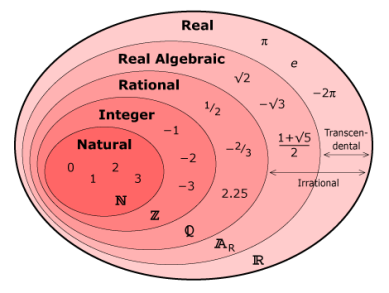 Real
π
Real Algebraic
e
√2
Rational
−2π
1/2
−√3
Integer
−1
Transcen-
dental
Natural
1+√5
2
−2/3
−2
0 1 2 3
Irrational
−3
2.25
ℕ
ℤ
ℚ
𝔸R
ℝ